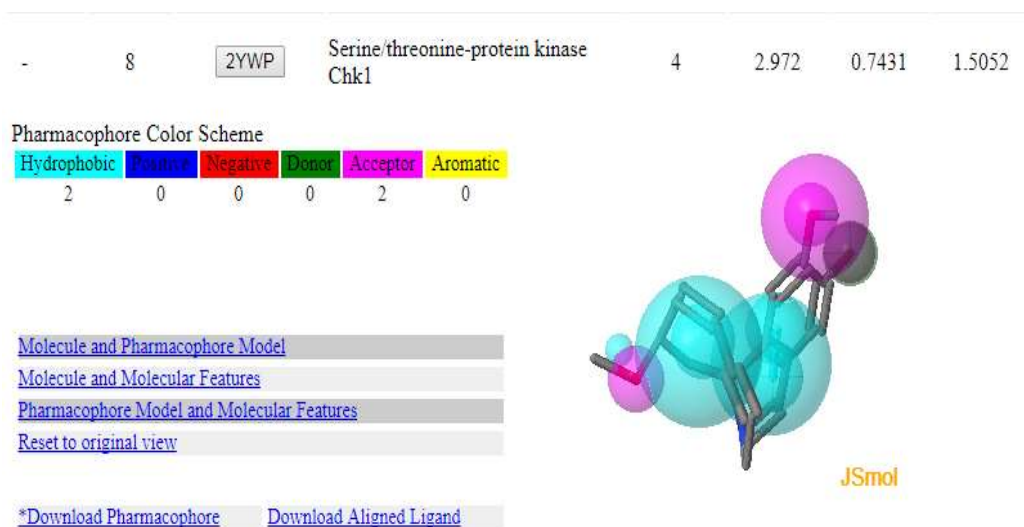 - 8 2YWP Serine/threonine-protein kinase Chk1 4 2.972 0.7431 1.5052
Pharmacophore Color Scheme
Hydrophobic Positive Negative Donor Acceptor Aromatic
2 0 0 0 2 0
Molecule and Pharmacophore Model
Molecule and Molecular Features
Pharmacophore Model and Molecular Features
Reset to original view
JSmol
*Download Pharmacophore Download Aligned Ligand